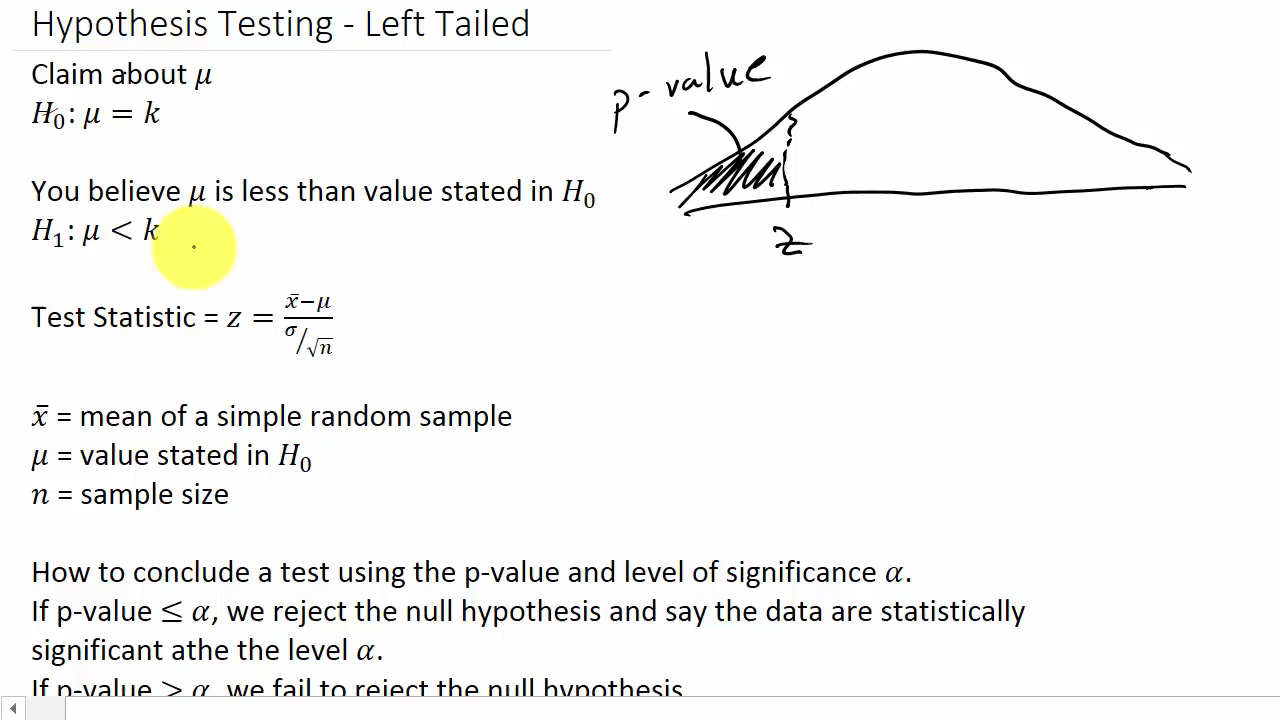 Hypothesis Testing - Left Tailed
Claim about μ
H₀: μ = k
You believe μ is less than value stated in H₀
H₁: μ < k
Test Statistic = z = (x̄−μ)/(σ/√n)
x̄ = mean of a simple random sample
μ = value stated in H₀
n = sample size
How to conclude a test using the p-value and level of significance α.
If p-value ≤ α, we reject the null hypothesis and say the data are statistically
significant athe the level α.
If p-value > α, we fail to reject the null hypothesis
p-value
z